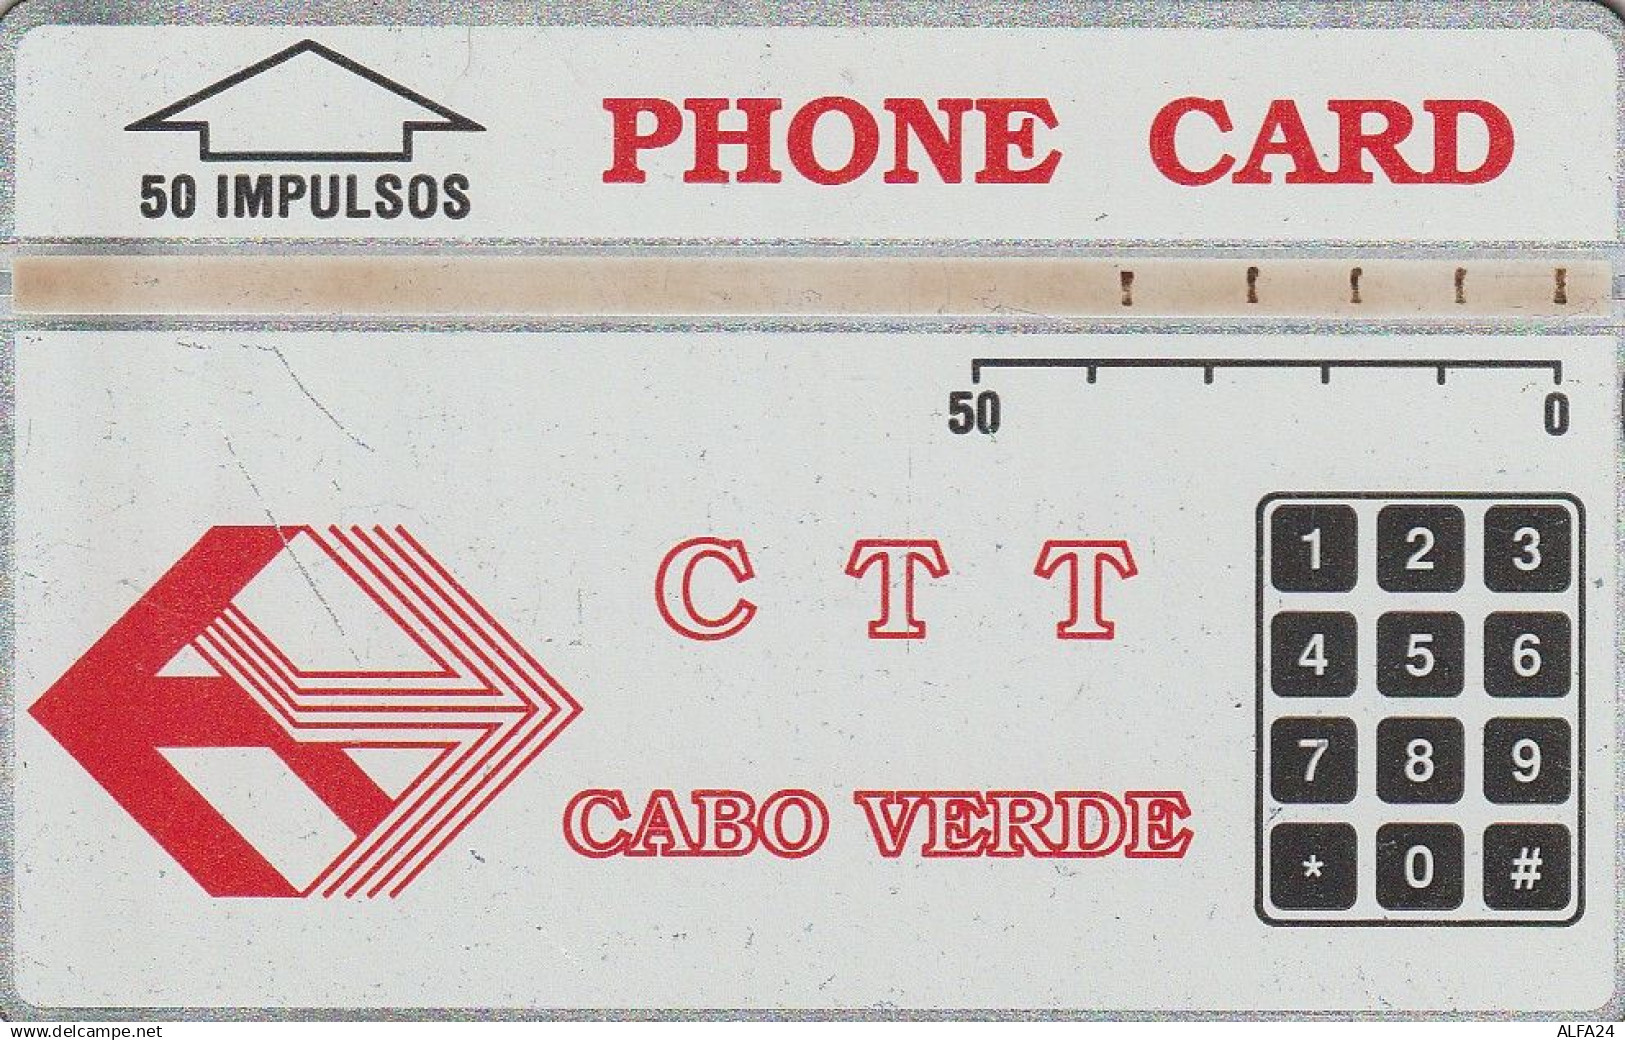 PHONE CARD
50 IMPULSOS
50 0
C T T
CABO VERDE
1 2 3
4 5 6
7 8 9
* 0 #
www.delcampe.net
ALFA24